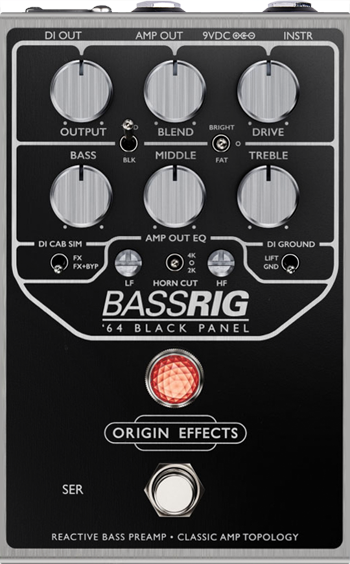 DI OUT AMP OUT 9VDC INSTR
OUTPUT BLEND DRIVE
BLK
BRIGHT
FAT
BASS MIDDLE TREBLE
AMP OUT EQ
DI CAB SIM
FX
FX+BYP
LF
4K
2K
HORN CUT
HF
DI GROUND
LIFT
GND
BASSRIG
'64 BLACK PANEL
ORIGIN EFFECTS
SER
REACTIVE BASS PREAMP • CLASSIC AMP TOPOLOGY